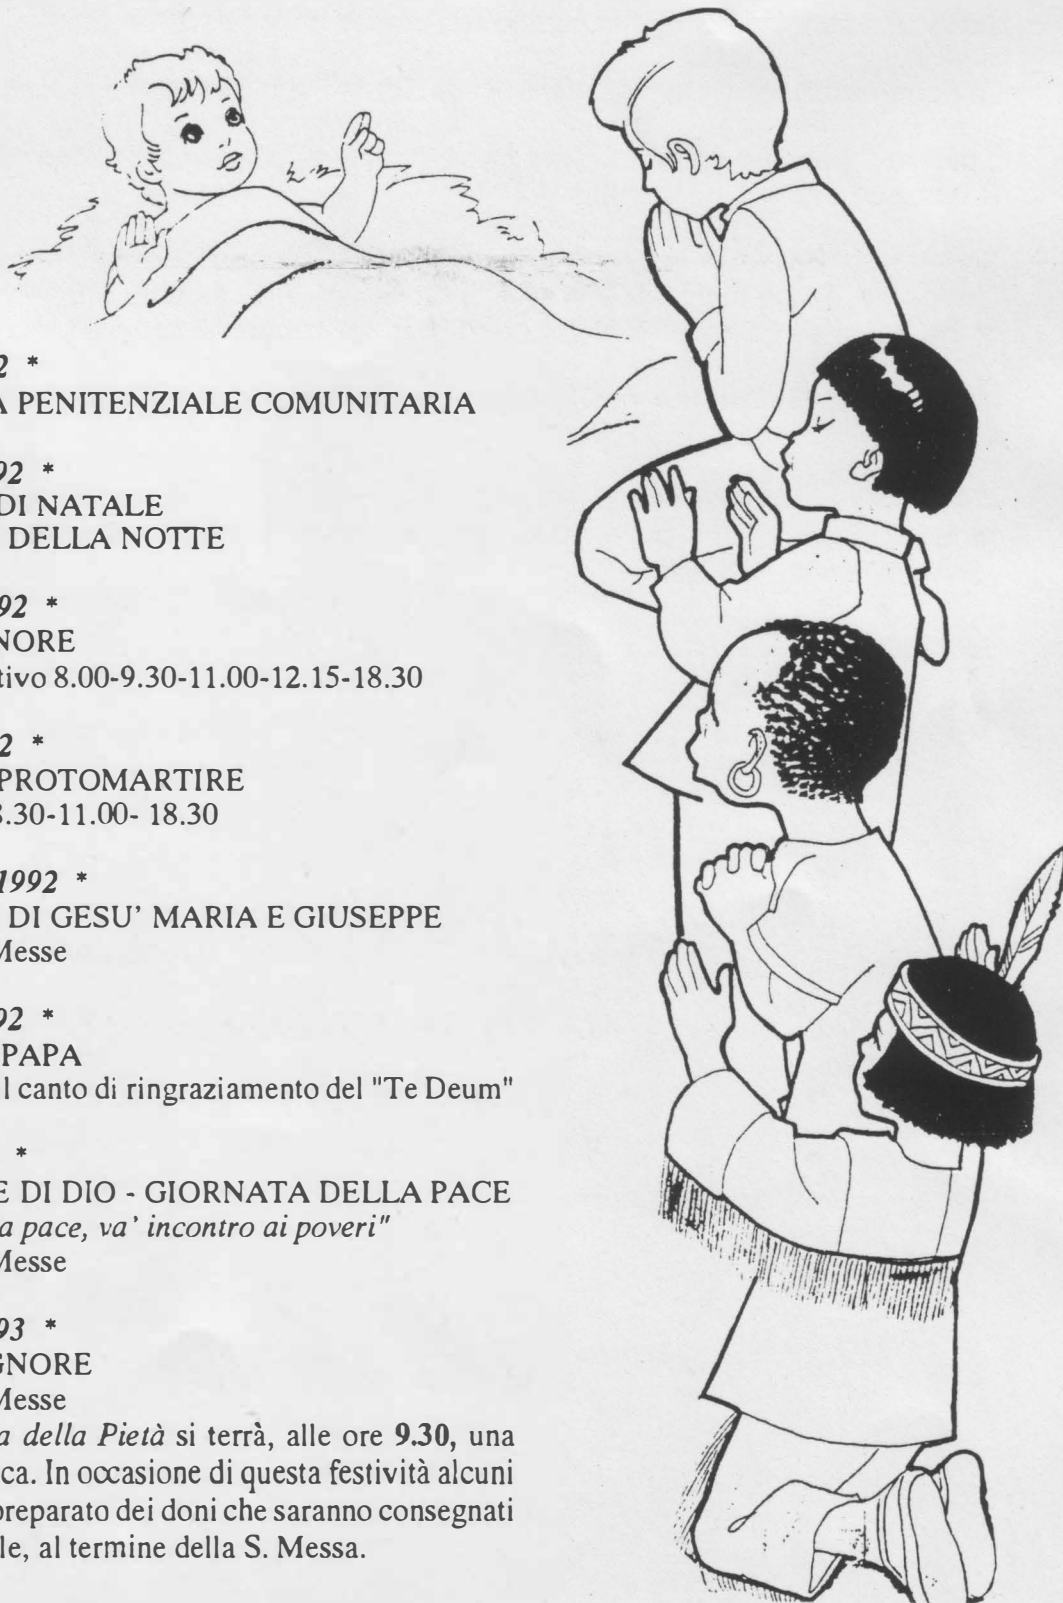 2 *
A PENITENZIALE COMUNITARIA
92 *
DI NATALE
DELLA NOTTE
92 *
NORE
tivo 8.00-9.30-11.00-12.15-18.30
2 *
PROTOMARTIRE
8.30-11.00- 18.30
1992 *
DI GESU' MARIA E GIUSEPPE
Messe
92 *
PAPA
l canto di ringraziamento del "Te Deum"
*
E DI DIO - GIORNATA DELLA PACE
a pace, va' incontro ai poveri"
Messe
93 *
GNORE
Messe
a della Pietà si terrà, alle ore 9.30, una
ca. In occasione di questa festività alcuni
preparato dei doni che saranno consegnati
le, al termine della S. Messa.